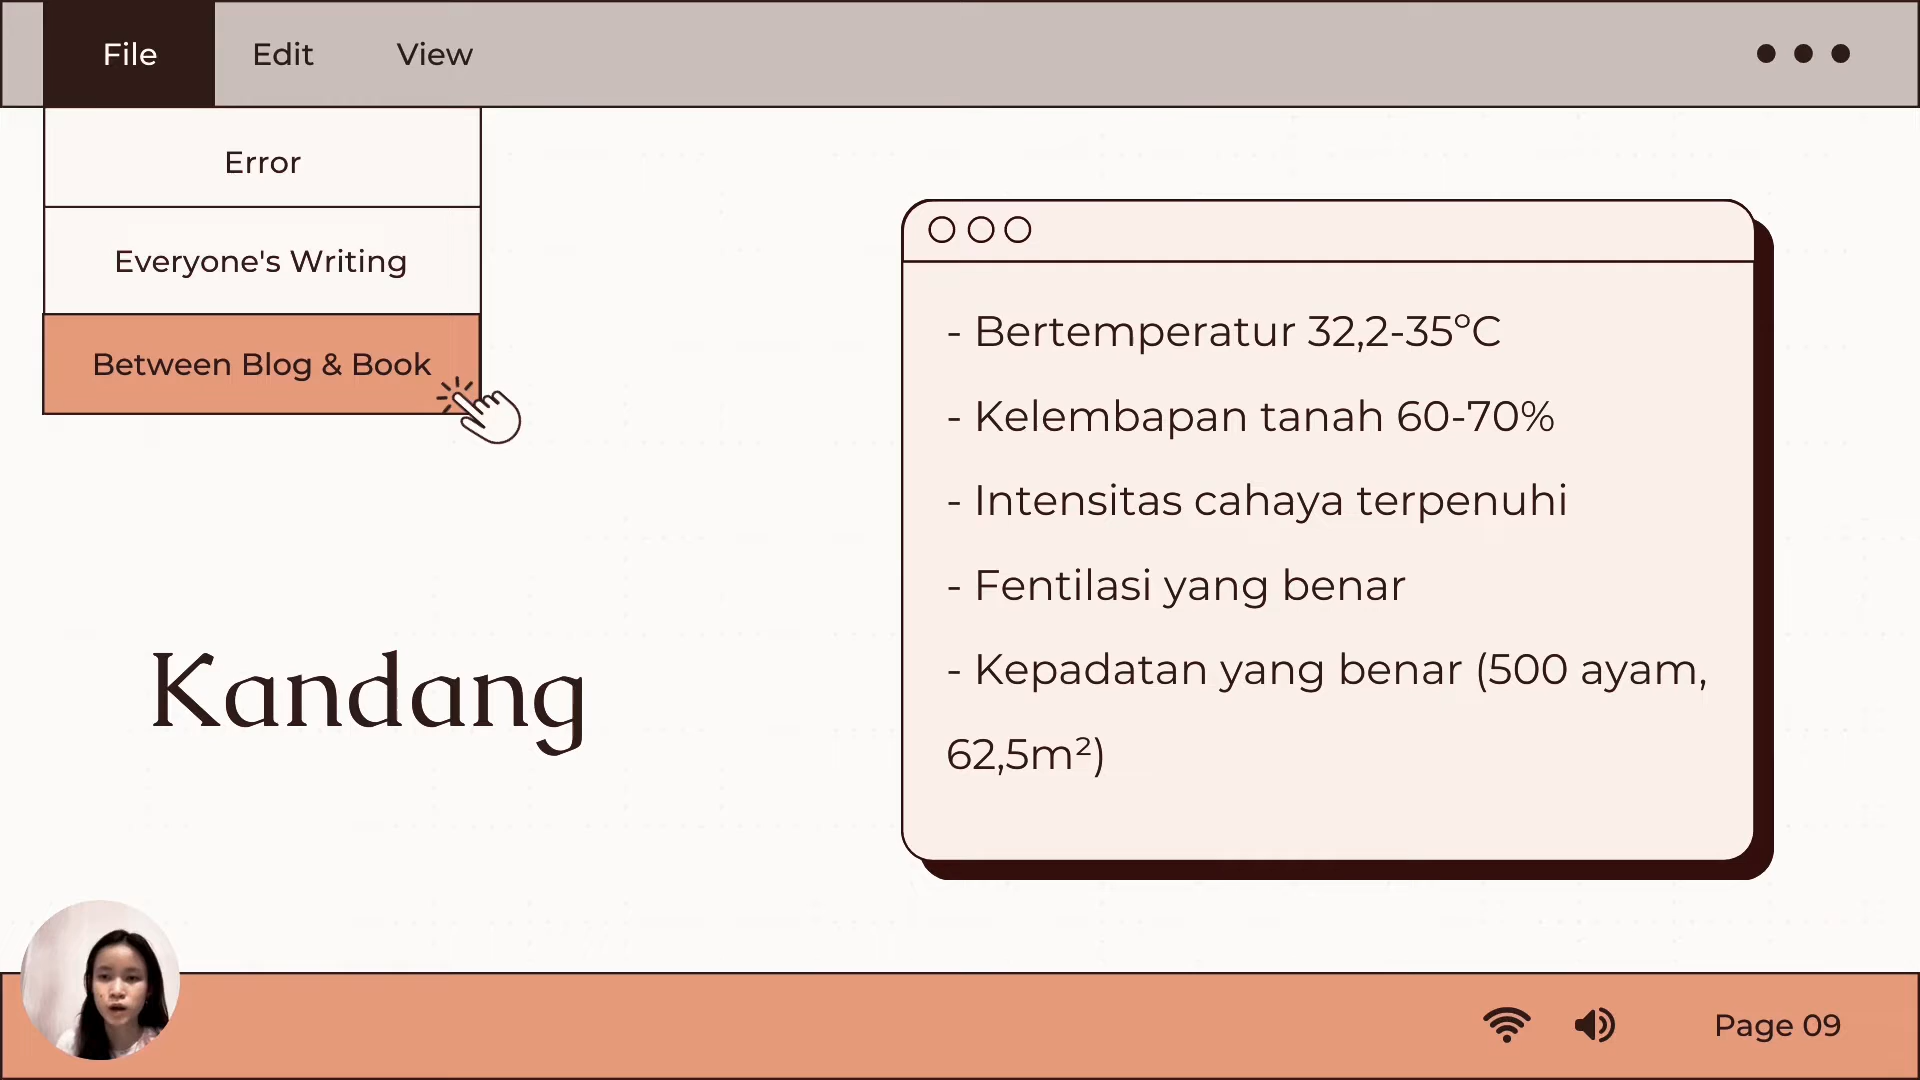 File
Edit
View
Error
Everyone's Writing
Between Blog & Book
Kandang
- Bertemperatur 32,2-35°C
- Kelembapan tanah 60-70%
- Intensitas cahaya terpenuhi
- Fentilasi yang benar
- Kepadatan yang benar (500 ayam,
62,5m²)
Page 09